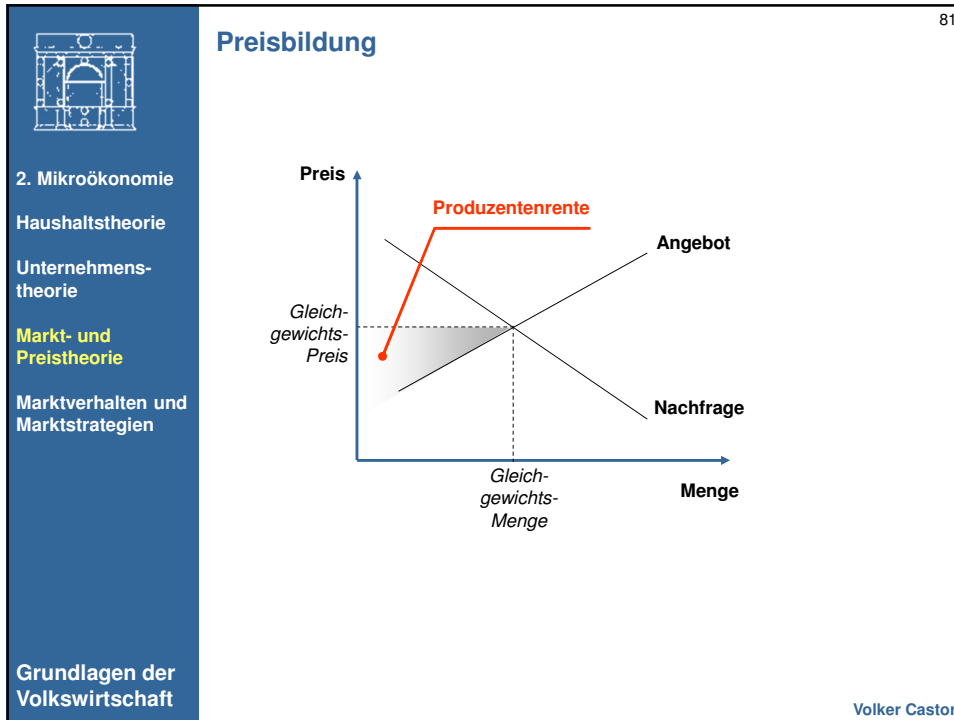 81
Preisbildung
2. Mikroökonomie
Haushaltstheorie
Unternehmens-
theorie
Markt- und
Preistheorie
Marktverhalten und
Marktstrategien
Preis
Produzentenrente
Angebot
Gleich-
gewichts-
Preis
Nachfrage
Gleich-
gewichts-
Menge
Menge
Grundlagen der
Volkswirtschaft
Volker Castor